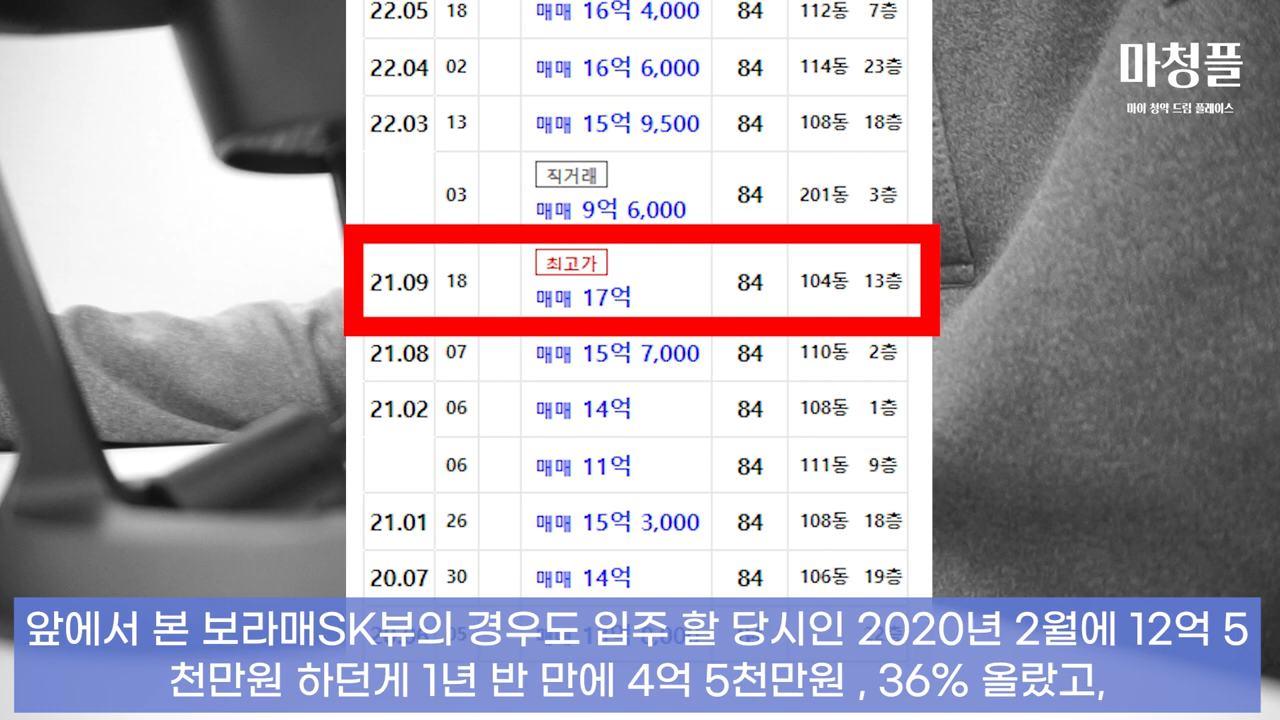 마청플
마이 청약 드림 플레이스
22.05 18 매매 16억 4,000 84 112동 7층
22.04 02 매매 16억 6,000 84 114동 23층
22.03 13 매매 15억 9,500 84 108동 18층
직거래
03 매매 9억 6,000 84 201동 3층
최고가
21.09 18 매매 17억 84 104동 13층
21.08 07 매매 15억 7,000 84 110동 2층
21.02 06 매매 14억 84 108동 1층
06 매매 11억 84 111동 9층
21.01 26 매매 15억 3,000 84 108동 18층
20.07 30 매매 14억 84 106동 19층
앞에서 본 보라매SK뷰의 경우도 입주 할 당시인 2020년 2월에 12억 5
천만원 하던게 1년 반 만에 4억 5천만원 , 36% 올랐고,